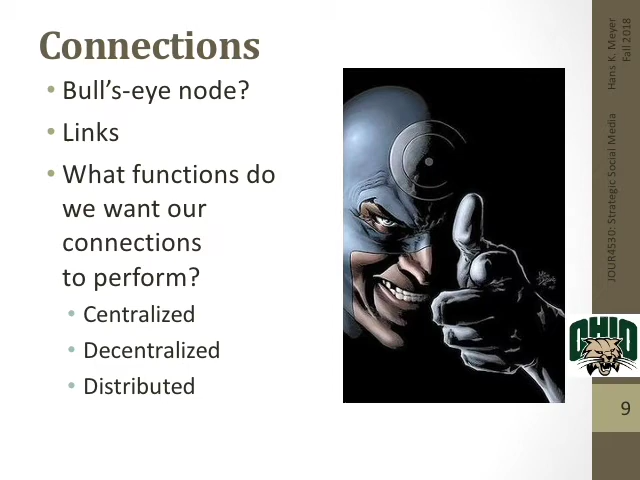 Connections
• Bull's-eye node?
• Links
• What functions do
we want our
connections
to perform?
• Centralized
• Decentralized
• Distributed
JOUR4530: Strategic Social Media
Hans K. Meyer
Fall 2018
OHIO
9